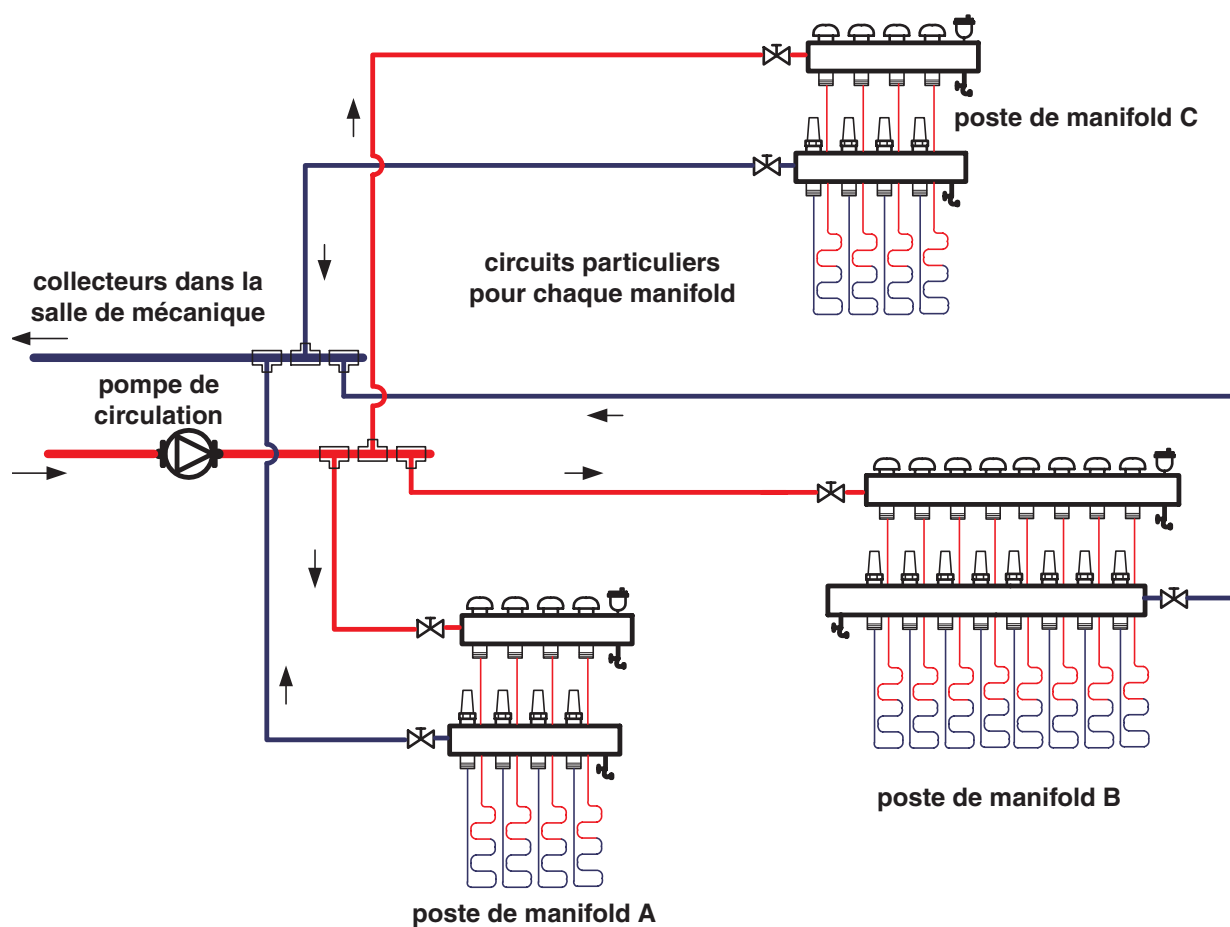 poste de manifold C
circuits particuliers
pour chaque manifold
collecteurs dans la
salle de mécanique
pompe de
circulation
poste de manifold B
poste de manifold A